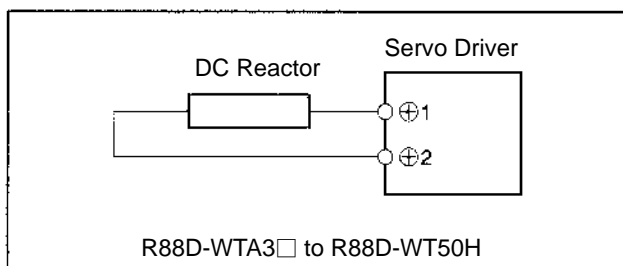 Servo Driver
DC Reactor
⊕1
⊕2
R88D-WTA3□ to R88D-WT50H